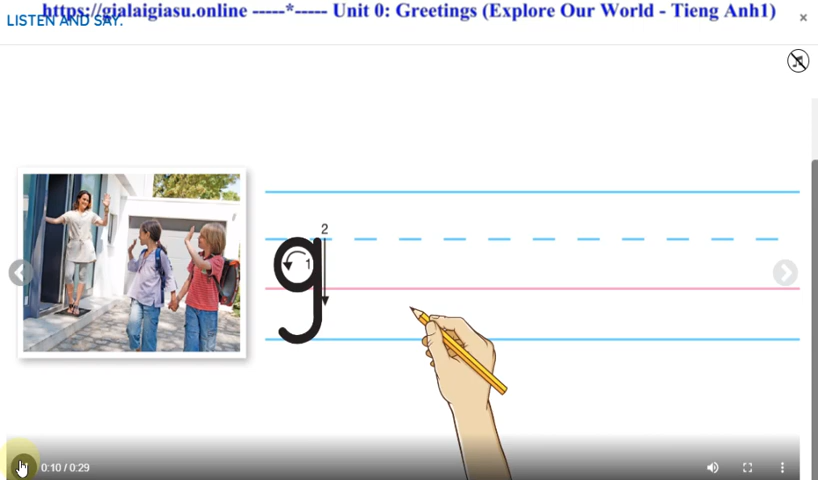 https://gialaigiasu.online -----*----- Unit 0: Greetings (Explore Our World - Tieng Anh1)
LISTEN AND SAY.
2
1
g
0:10 / 0:29